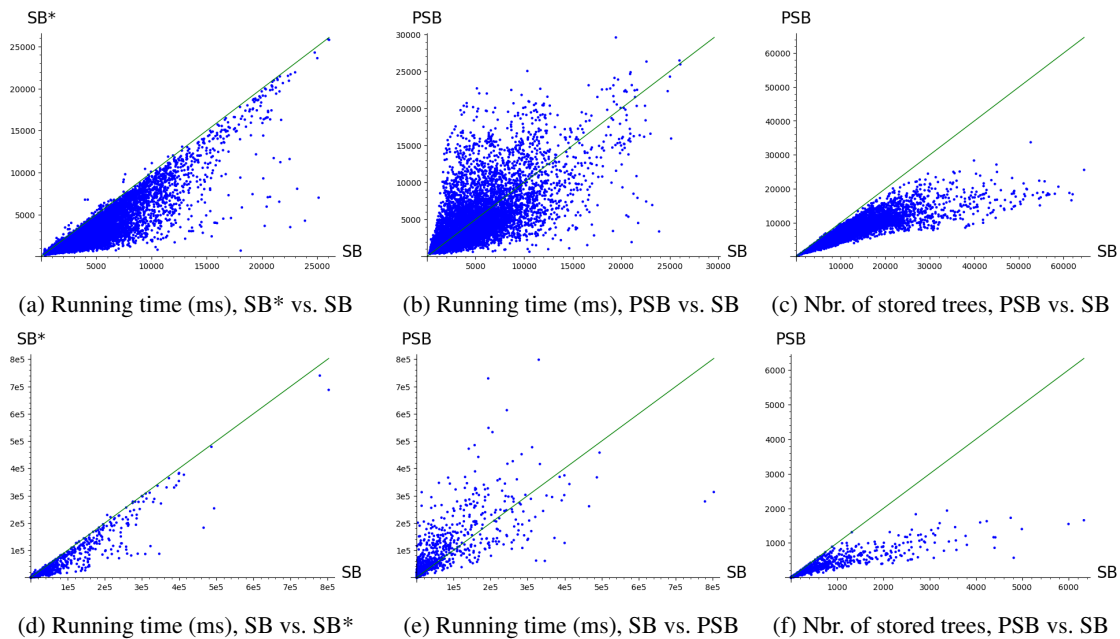 SB*
25000
20000
15000
10000
5000
5000 10000 15000 20000 25000
SB
(a) Running time (ms), SB* vs. SB
PSB
30000
25000
20000
15000
10000
5000
5000 10000 15000 20000 25000 30000
SB
(b) Running time (ms), PSB vs. SB
PSB
60000
50000
40000
30000
20000
10000
10000 20000 30000 40000 50000 60000
SB
(c) Nbr. of stored trees, PSB vs. SB
SB*
8e5
7e5
6e5
5e5
4e5
3e5
2e5
1e5
1e5 2e5 3e5 4e5 5e5 6e5 7e5 8e5
SB
(d) Running time (ms), SB vs. SB*
PSB
8e5
7e5
6e5
5e5
4e5
3e5
2e5
1e5
1e5 2e5 3e5 4e5 5e5 6e5 7e5 8e5
SB
(e) Running time (ms), SB vs. PSB
PSB
6000
5000
4000
3000
2000
1000
1000 2000 3000 4000 5000 6000
SB
(f) Nbr. of stored trees, PSB vs. SB